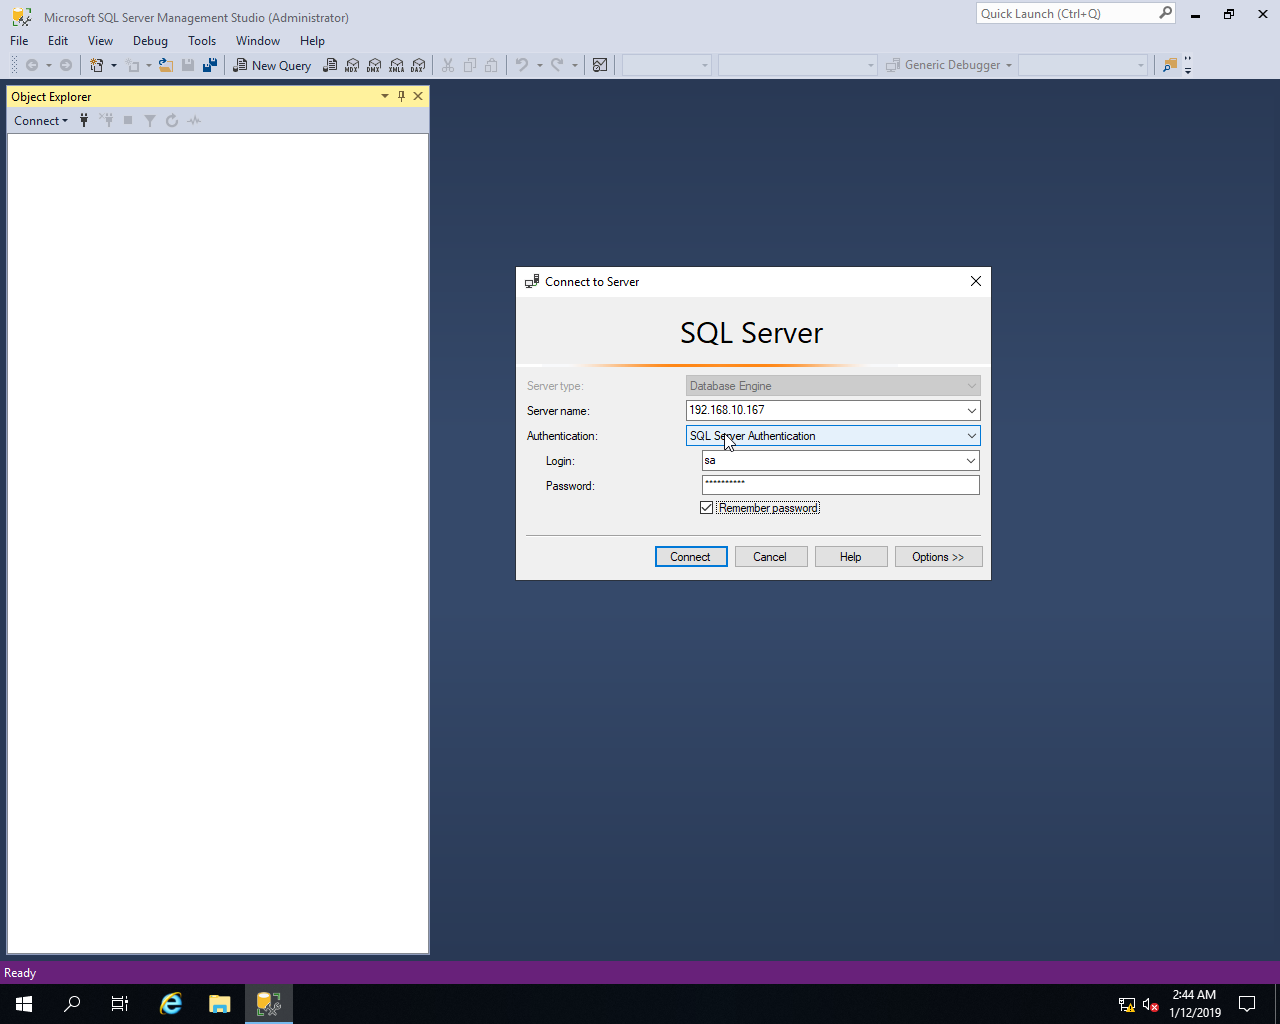 Microsoft SQL Server Management Studio (Administrator)
Quick Launch (Ctrl+Q)
File Edit View Debug Tools Window Help
New Query MDX DMX XMLA DAX Generic Debugger
Object Explorer
Connect
Connect to Server
SQL Server
Server type: Database Engine
Server name: 192.168.10.167
Authentication: SQL Server Authentication
Login: sa
Password: **********
Remember password
Connect Cancel Help Options >>
Ready
2:44 AM
1/12/2019